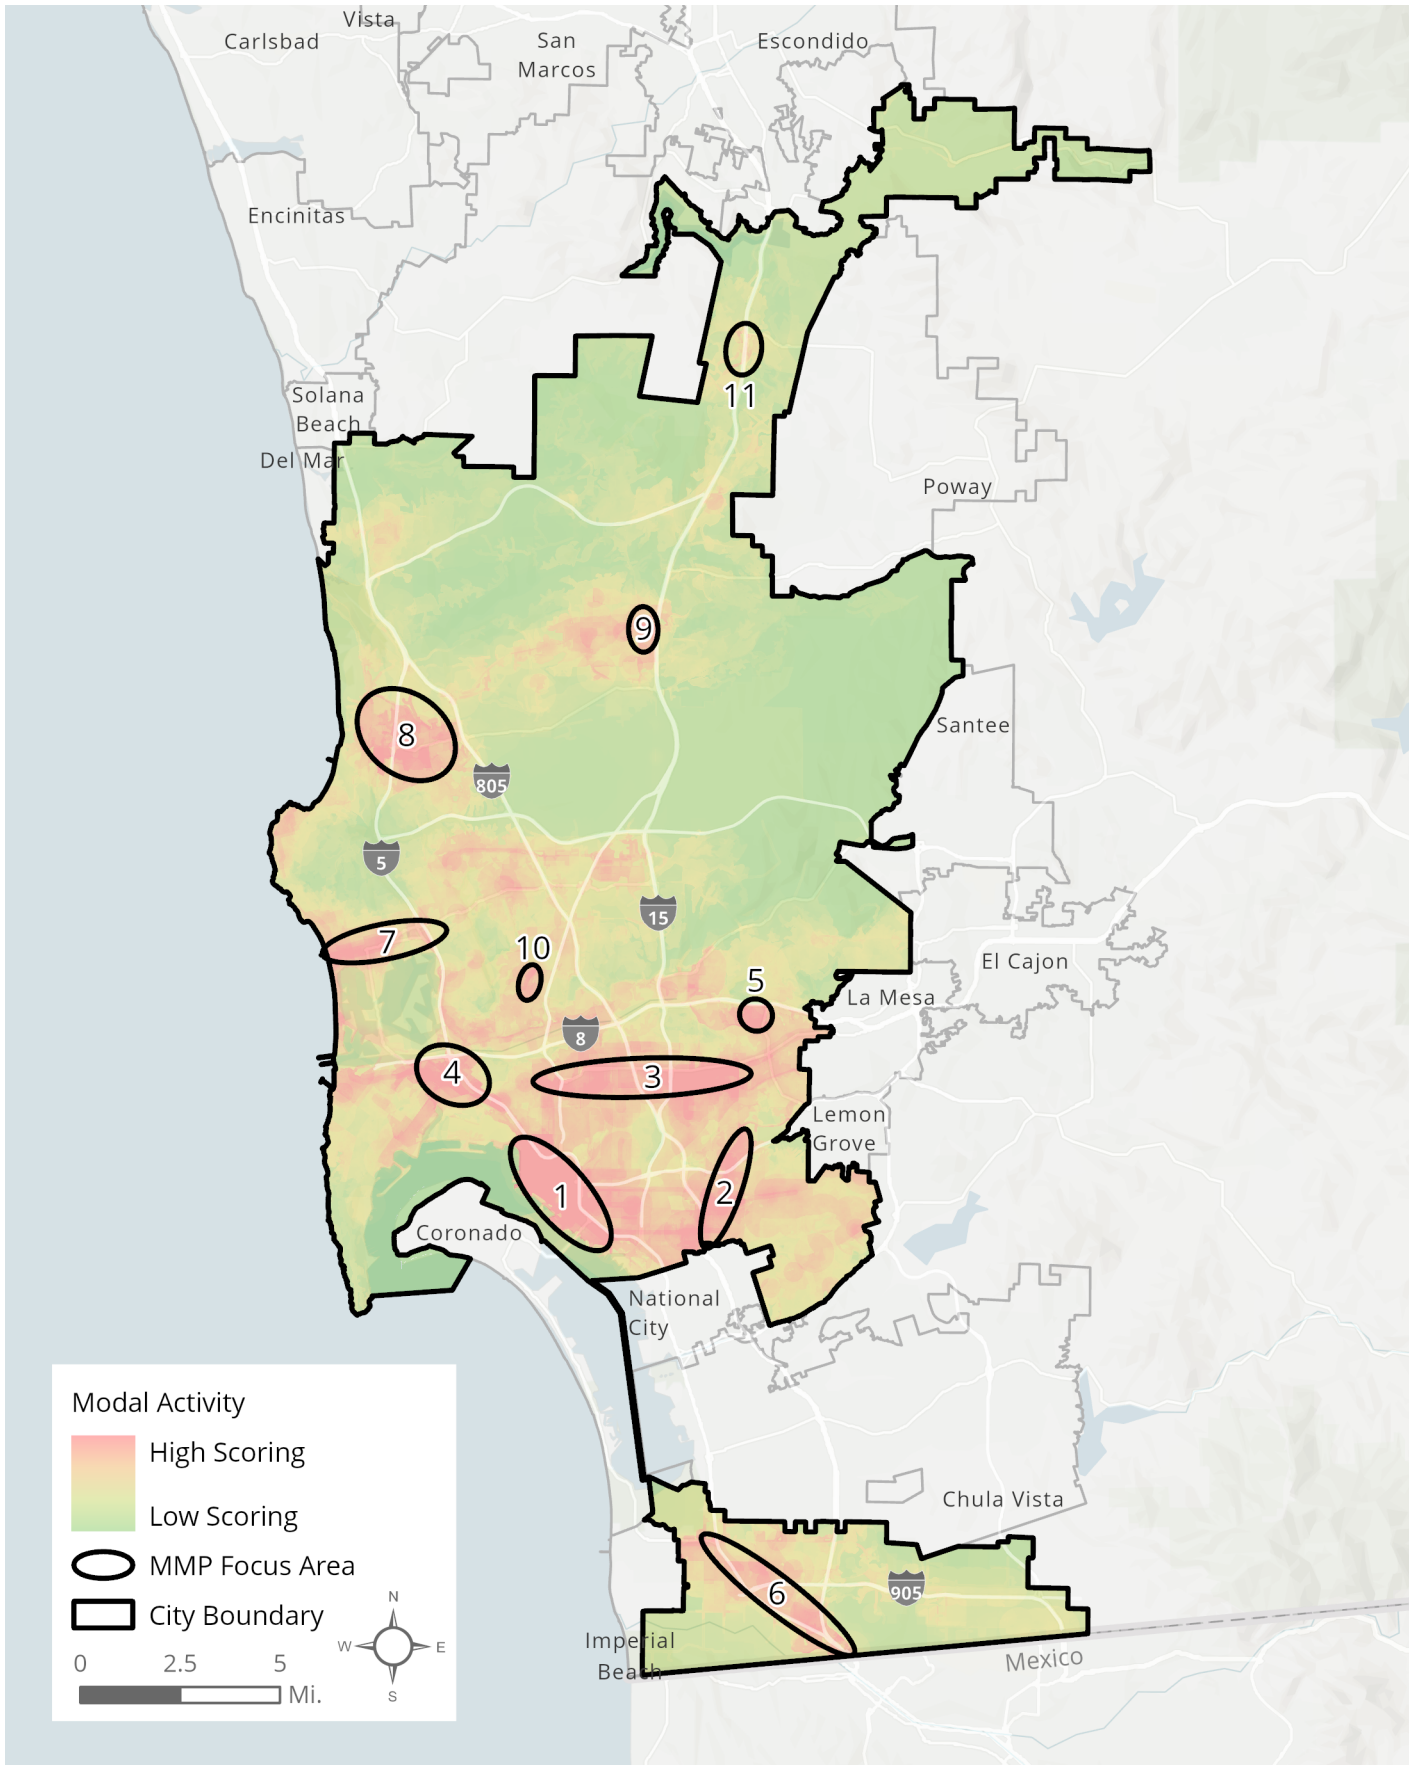 Vista
Carlsbad
San
Marcos
Escondido
Encinitas
Solana
Beach
11
Del Mar
Poway
9
8
Santee
805
5
15
7
10
El Cajon
5
La Mesa
8
4
3
Lemon
Grove
1
2
Coronado
National
City
Modal Activity
High Scoring
Low Scoring
MMP Focus Area
City Boundary
N
W
E
S
0
2.5
5
Mi.
Chula Vista
6
905
Imperial
Beach
Mexico